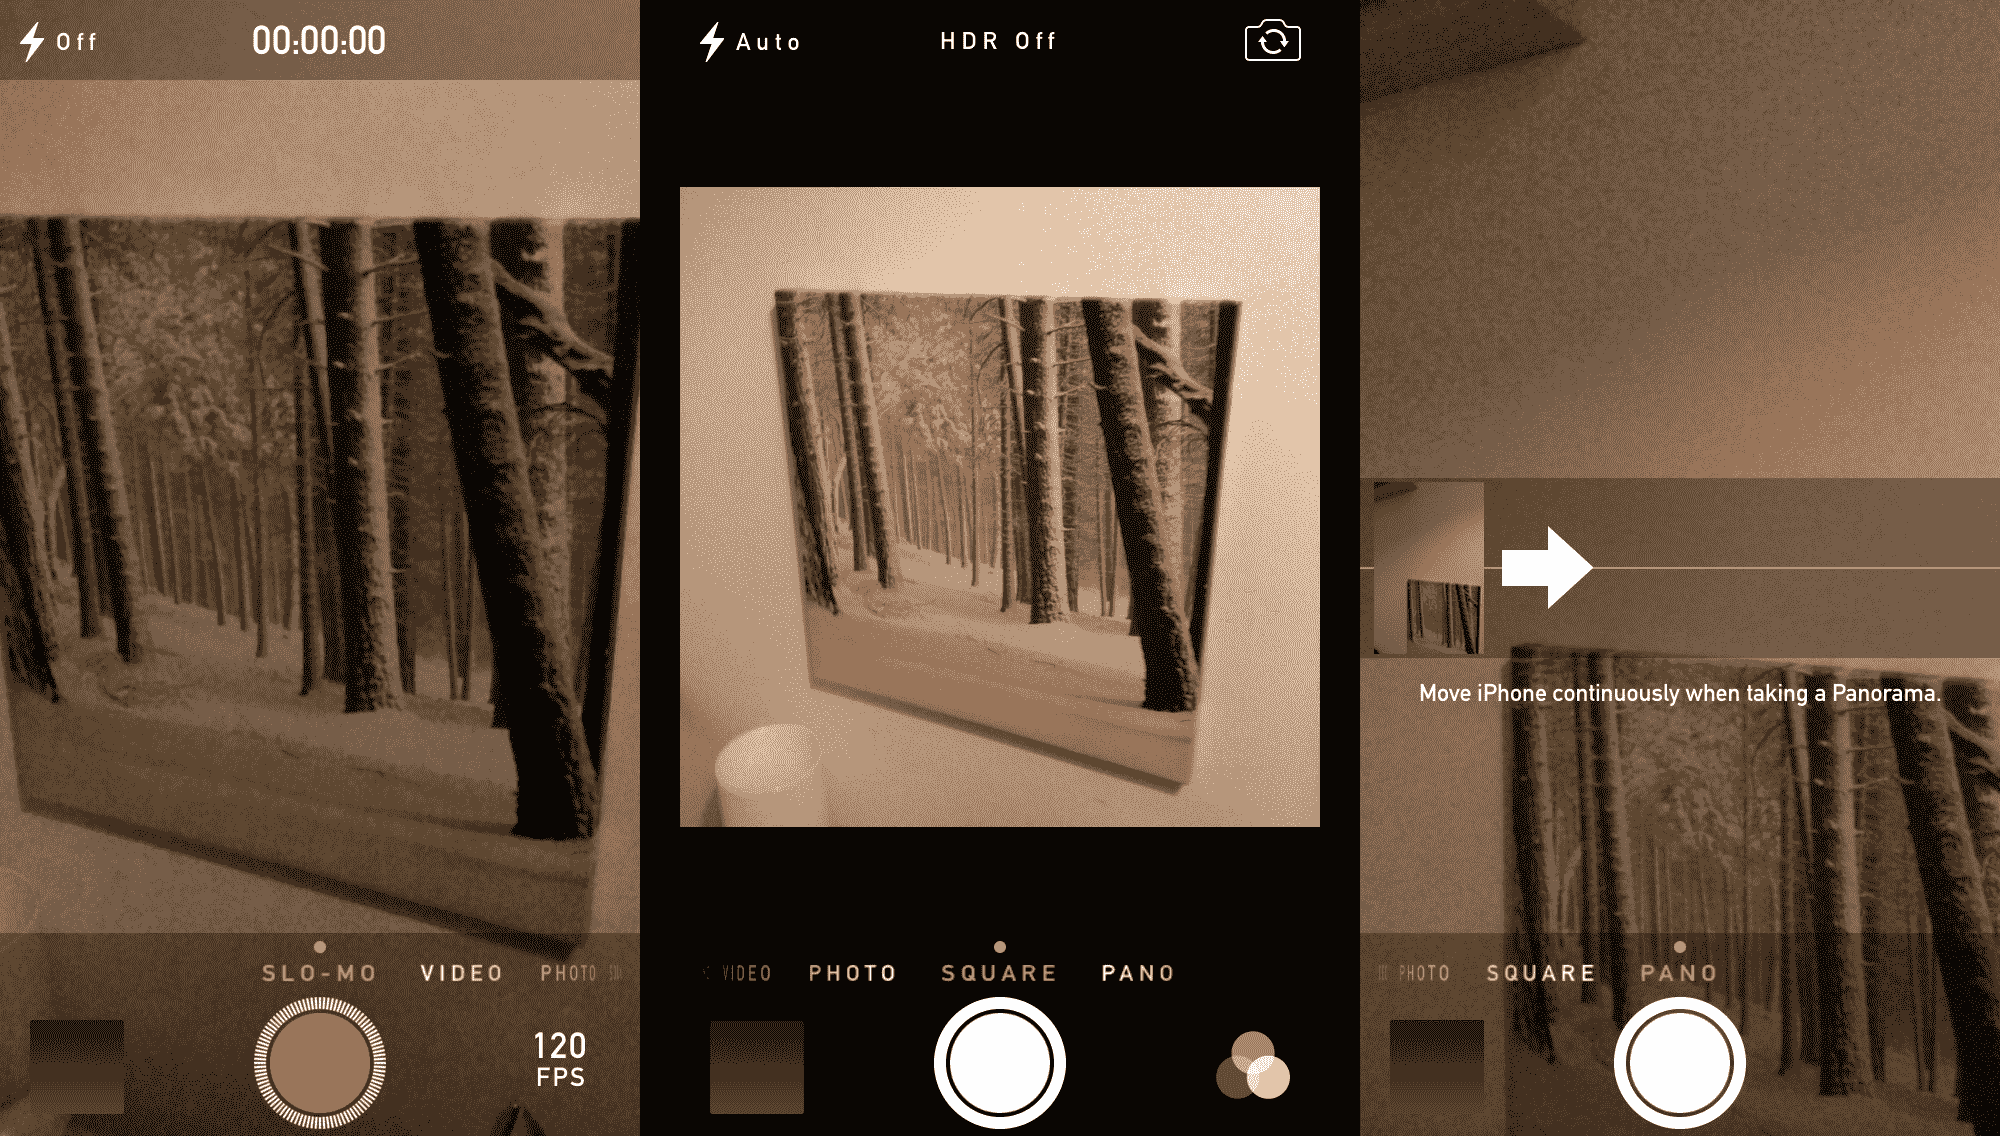 Off
00:00:00
SLO-MO VIDEO PHOTO
120
FPS
Auto
HDR Off
VIDEO PHOTO SQUARE PANO
Move iPhone continuously when taking a Panorama.
PHOTO SQUARE PANO